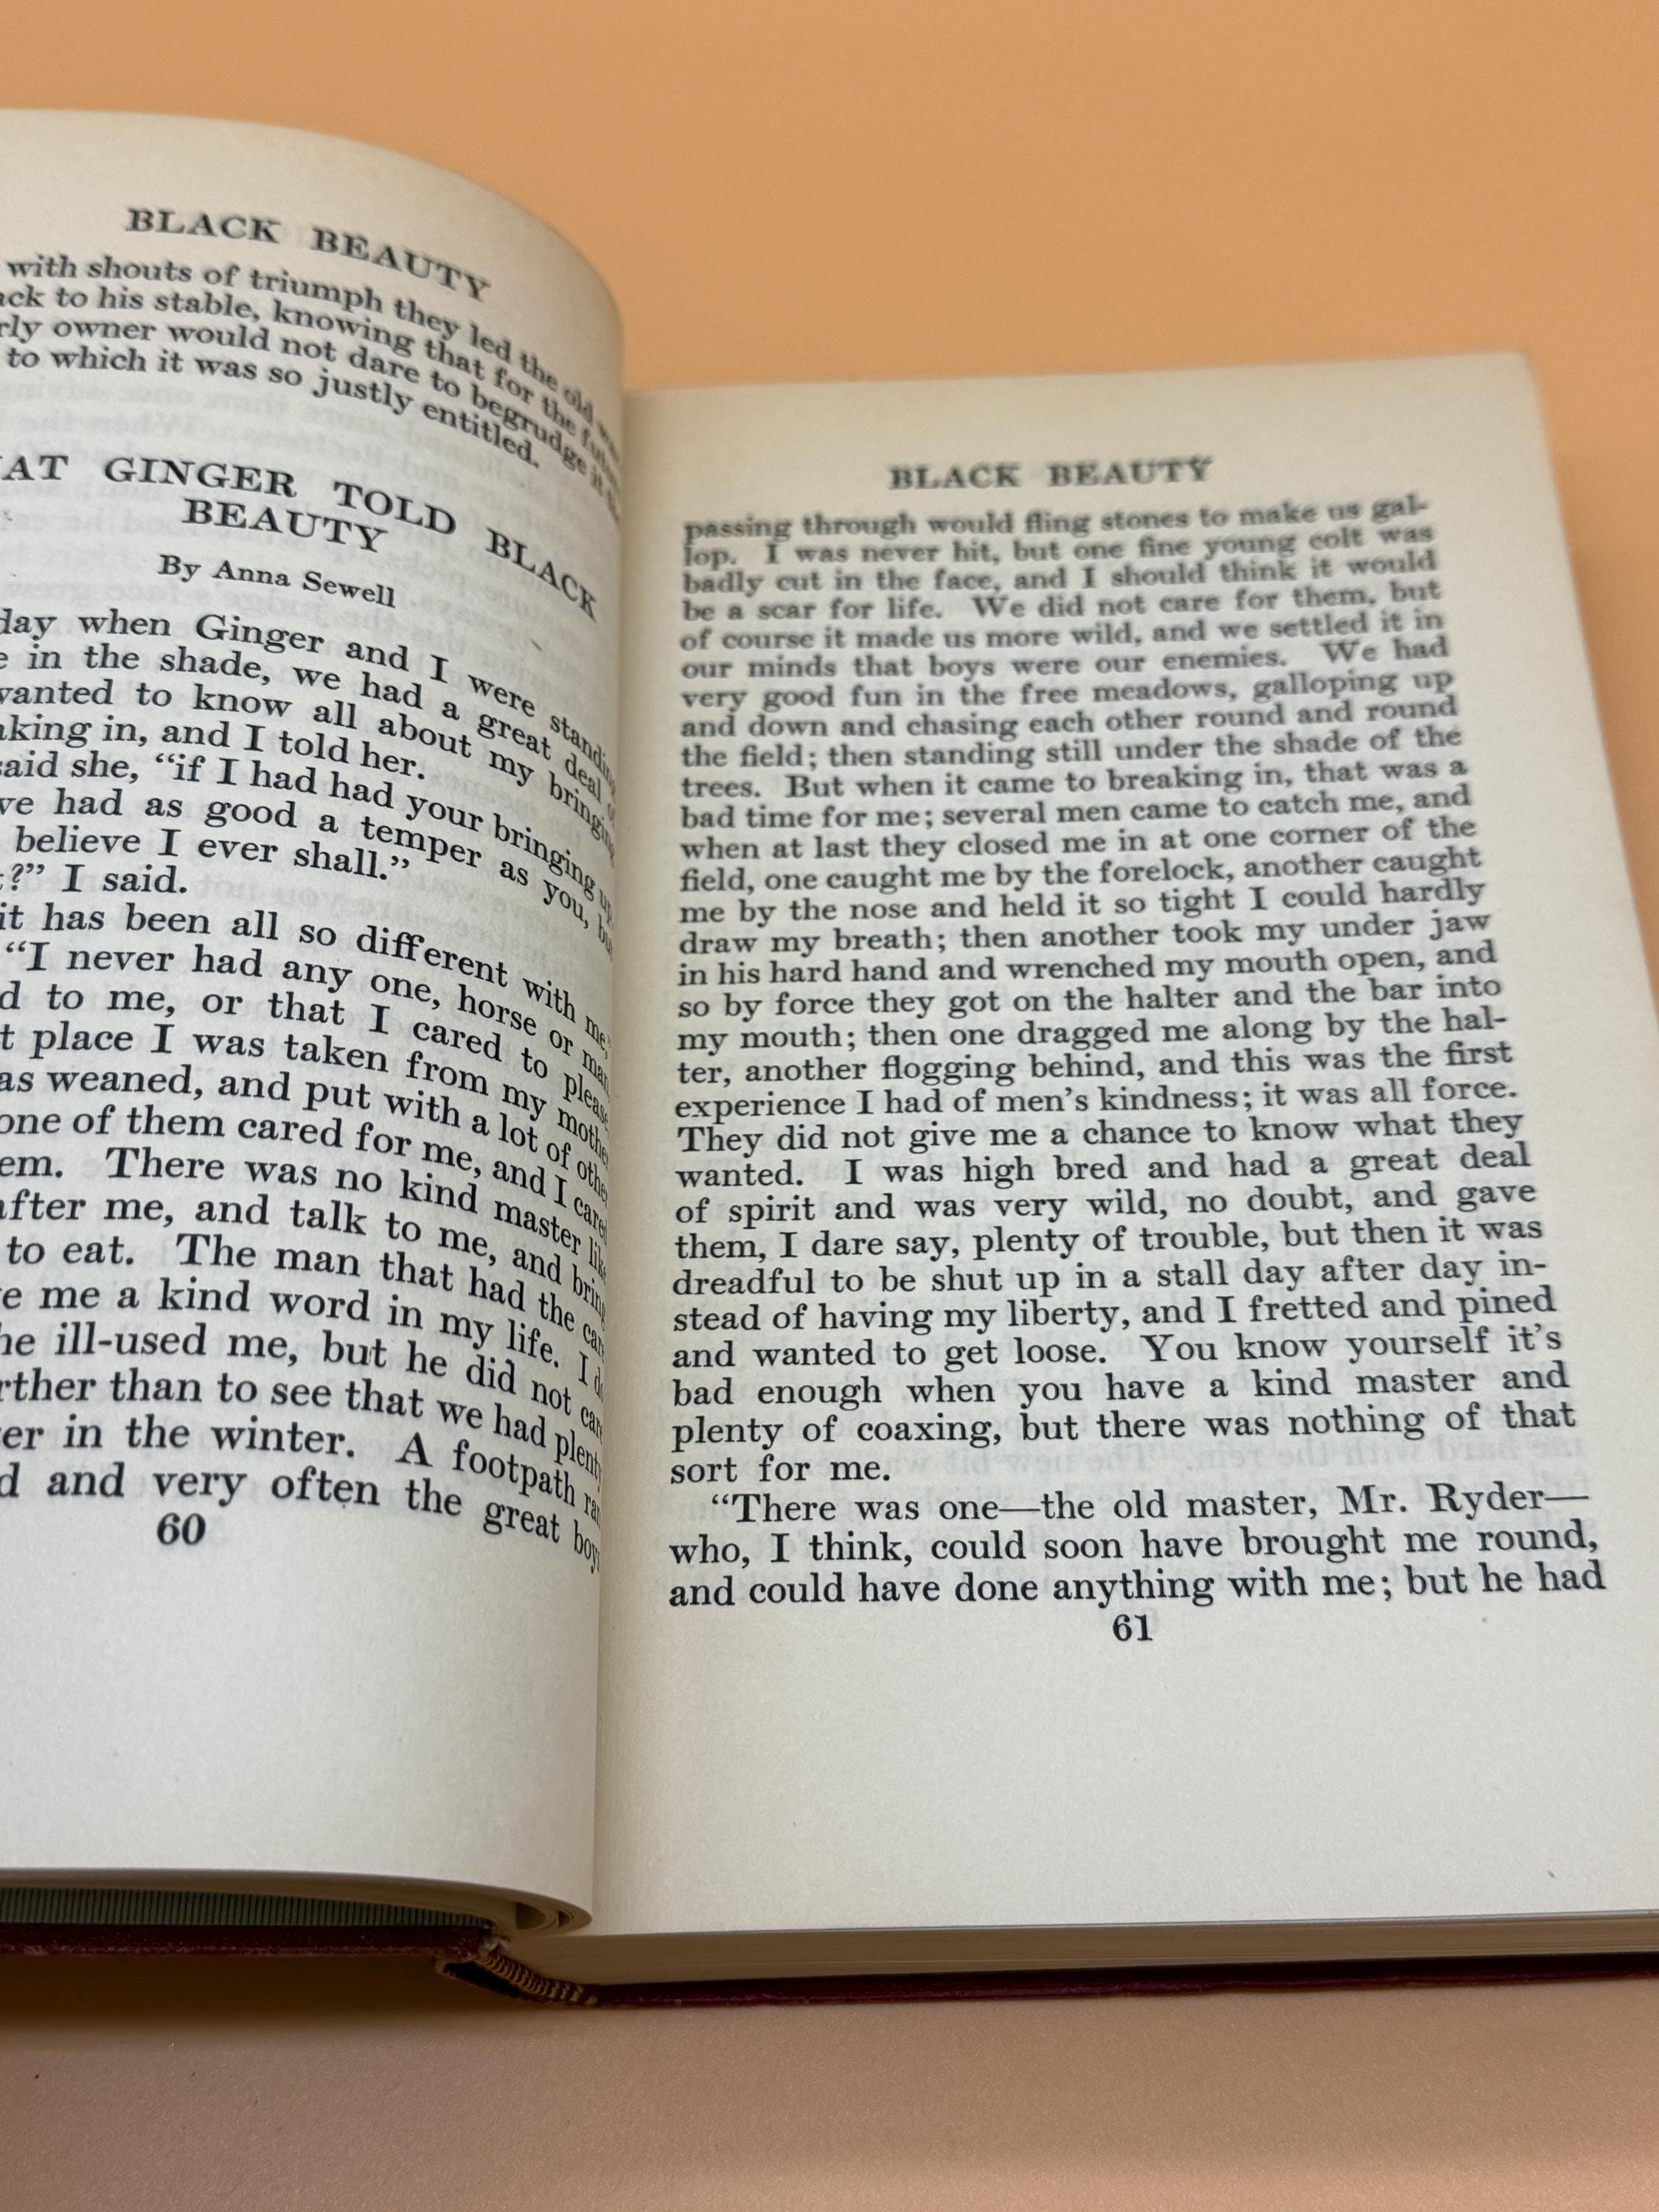 BLACK BEAUTY
with shouts of triumph they led the old
to his stable, knowing that for the
owner would not dare to begrudge it
to which it was so justly entitled.
GINGER TOLD BLACK
BEAUTY
By Anna Sewell
day when Ginger and I were
in the shade, we had a great deal
wanted to know all about my
in, and I told her.
said she, "if I had had your bringing up
had as good a temper as you,
believe I ever shall."
I said.
it has been all so different with me,
"I never had any one, horse or man
to me, or that I cared to please
place I was taken from my
as weaned, and put with a lot of
one of them cared for me, and I
There was no kind master
after me, and talk to me, and
to eat. The man that had the
me a kind word in my life. I
he ill-used me, but he did not
than to see that we had
in the winter. A footpath
and very often the great
60
BLACK BEAUTY
passing through would fling stones to make us gal-
lop. I was never hit, but one fine young colt was
badly cut in the face, and I should think it would
be a scar for life. We did not care for them, but
of course it made us more wild, and we settled it in
our minds that boys were our enemies. We had
very good fun in the free meadows, galloping up
and down and chasing each other round and round
the field; then standing still under the shade of the
trees. But when it came to breaking in, that was a
bad time for me; several men came to catch me, and
when at last they closed me in at one corner of the
field, one caught me by the forelock, another caught
me by the nose and held it so tight I could hardly
draw my breath; then another took my under jaw
in his hard hand and wrenched my mouth open, and
so by force they got on the halter and the bar into
my mouth; then one dragged me along by the hal-
ter, another flogging behind, and this was the first
experience I had of men's kindness; it was all force.
They did not give me a chance to know what they
wanted. I was high bred and had a great deal
of spirit and was very wild, no doubt, and gave
them, I dare say, plenty of trouble, but then it was
dreadful to be shut up in a stall day after day in-
stead of having my liberty, and I fretted and pined
and wanted to get loose. You know yourself it's
bad enough when you have a kind master and
plenty of coaxing, but there was nothing of that
sort for me.
"There was one—the old master, Mr. Ryder—
who, I think, could soon have brought me round,
and could have done anything with me; but he had
61